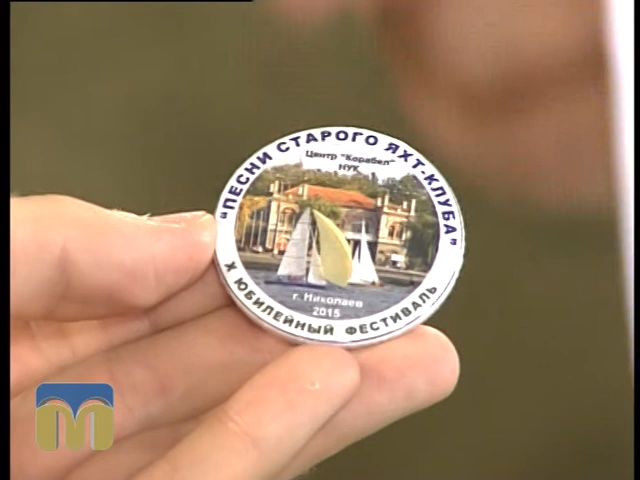 "ПЕСНИ СТАРОГО ЯХТ-КЛУБА"
Центр "Корабел"
НУК
г. Николаев
2015
X ЮБИЛЕЙНЫЙ ФЕСТИВАЛЬ